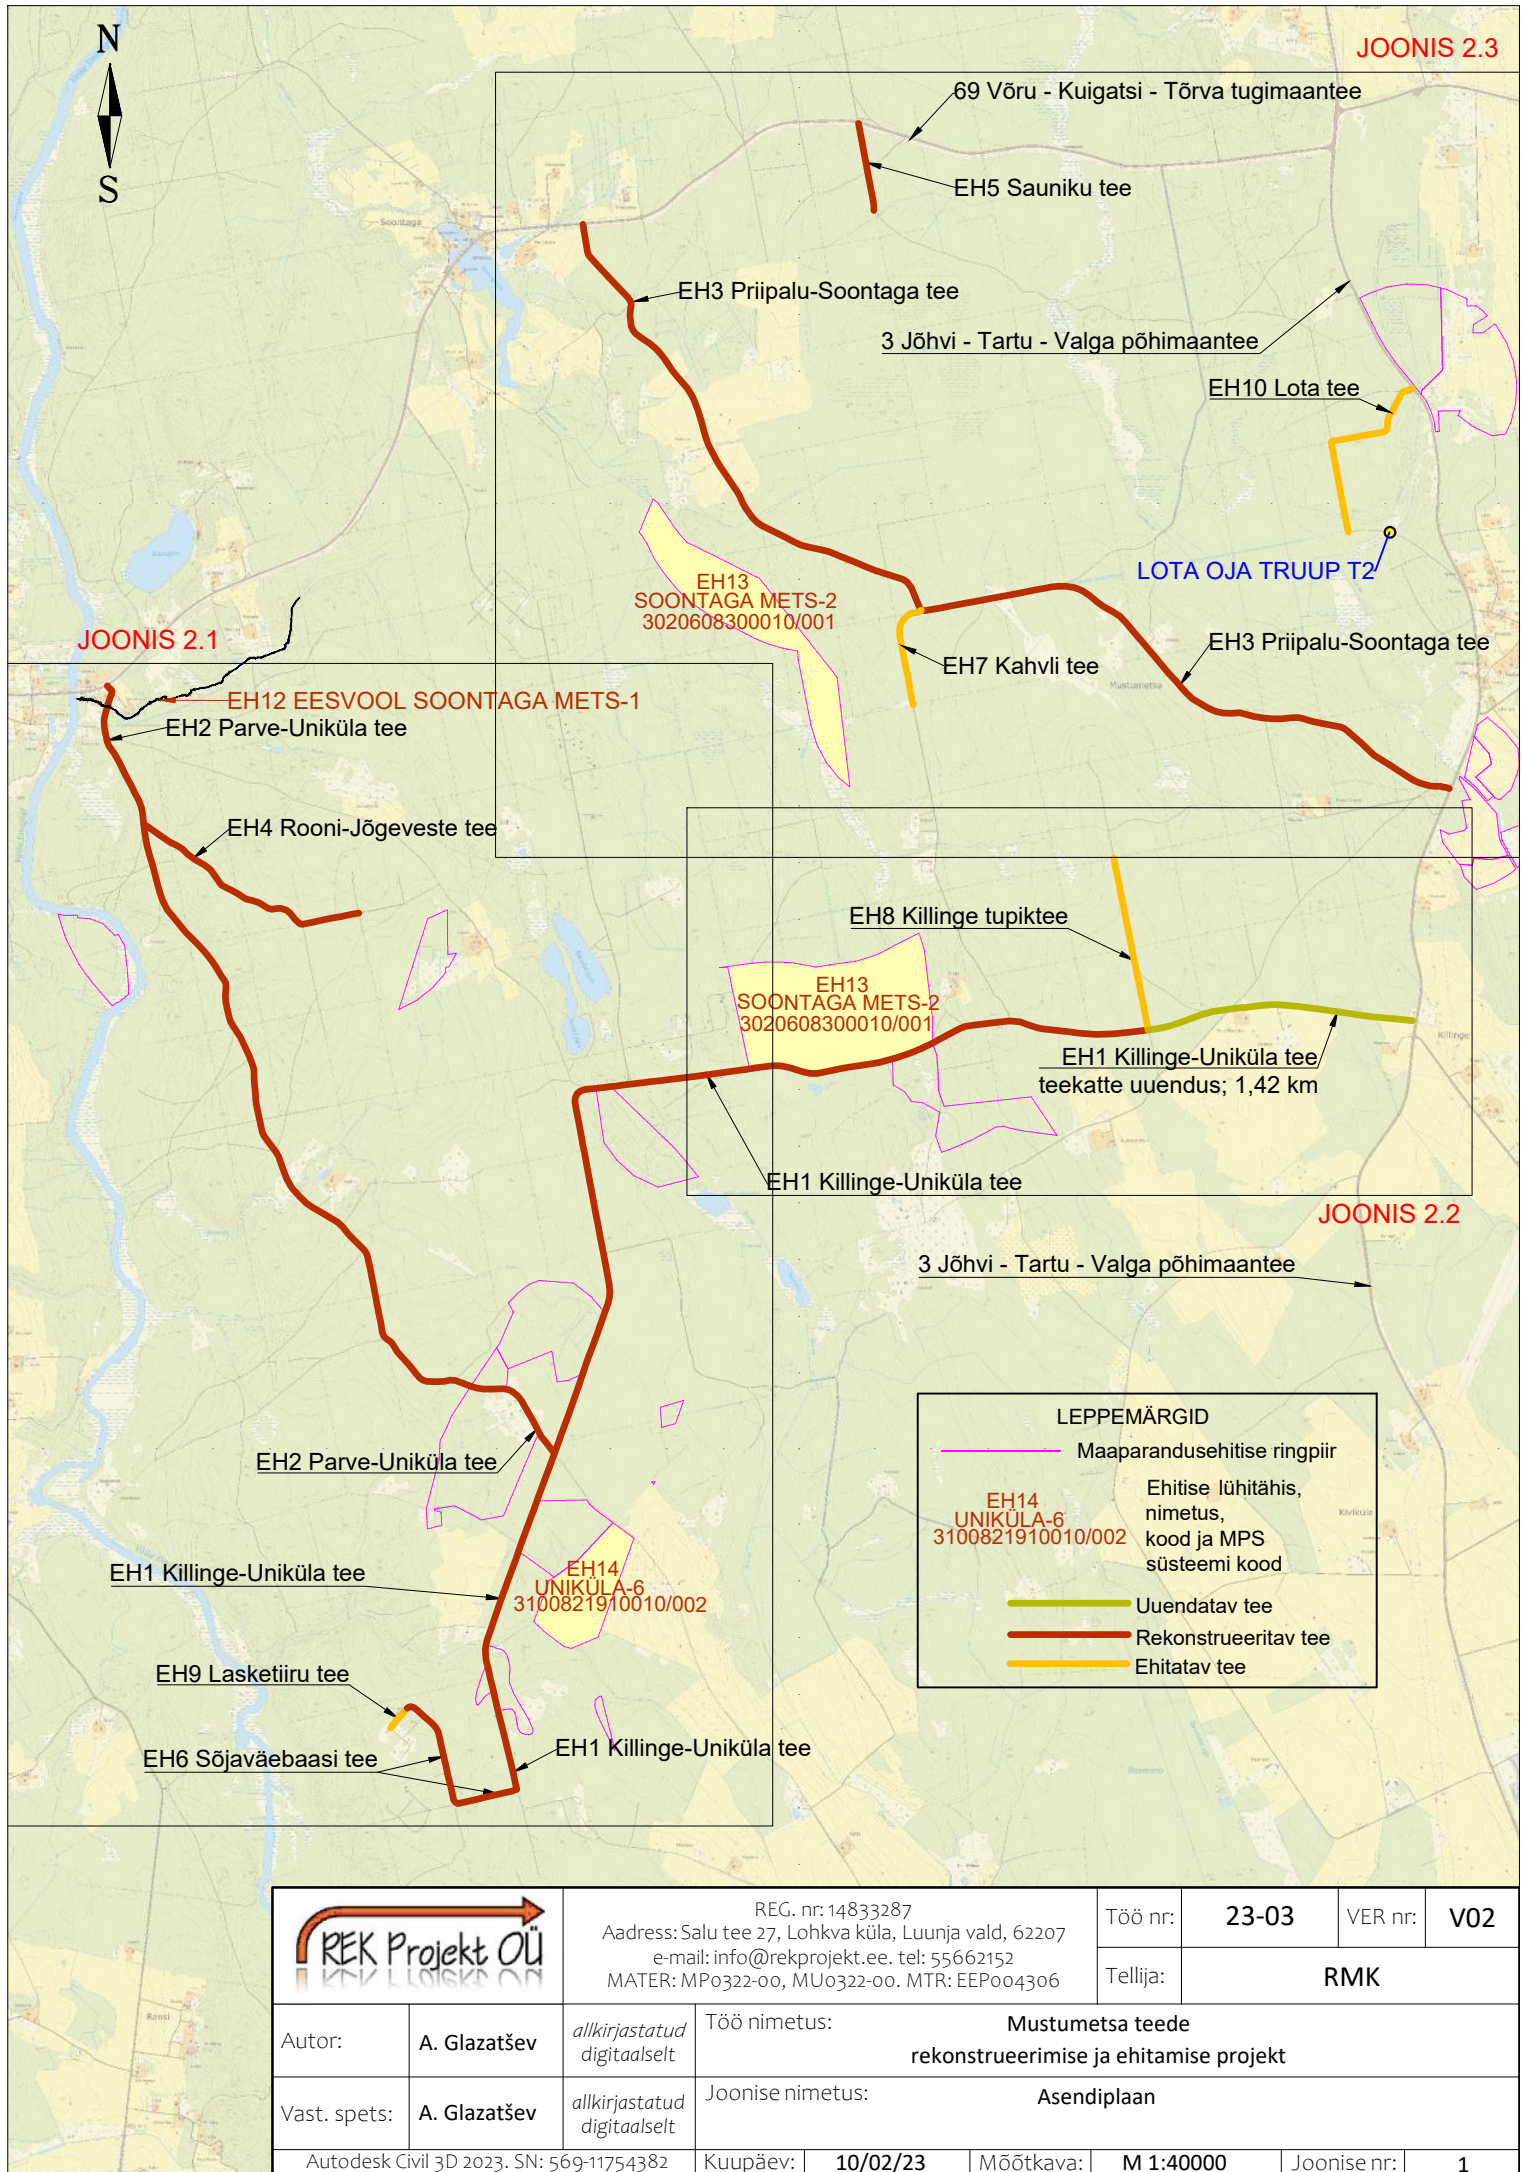 N
S
JOONIS 2.3
69 Võru - Kuigatsi - Tõrva tugimaantee
EH5 Sauniku tee
Soontaga
EH3 Priipalu-Soontaga tee
3 Jõhvi - Tartu - Valga põhimaantee
EH10 Lota tee
LOTA OJA TRUUP T2
EH13
SOONTAGA METS-2
3020608300010/001
JOONIS 2.1
EH3 Priipalu-Soontaga tee
EH7 Kahvli tee
Mustumetsa
EH12 EESVOOL SOONTAGA METS-1
EH2 Parve-Uniküla tee
EH4 Rooni-Jõgeveste tee
EH8 Killinge tupiktee
EH13
SOONTAGA METS-2
3020608300010/001
Killinge
EH1 Killinge-Uniküla tee
teekatte uuendus; 1,42 km
EH1 Killinge-Uniküla tee
JOONIS 2.2
3 Jõhvi - Tartu - Valga põhimaantee
LEPPEMÄRGID
Maaparandusehitise ringpiir
EH14
UNIKÜLA-6
3100821910010/002
Ehitise lühitähis,
nimetus,
kood ja MPS
süsteemi kood
Uuendatav tee
Rekonstrueeritav tee
Ehitatav tee
Kiviküla
EH2 Parve-Uniküla tee
EH1 Killinge-Uniküla tee
EH14
UNIKÜLA-6
3100821910010/002
EH9 Lasketiiru tee
EH6 Sõjaväebaasi tee
EH1 Killinge-Uniküla tee
Ransi
REK Projekt OÜ
REG. nr: 14833287
Aadress: Salu tee 27, Lohkva küla, Luunja vald, 62207
e-mail: info@rekprojekt.ee. tel: 55662152
MATER: MP0322-00, MU0322-00. MTR: EEP004306
Töö nr: 23-03 VER nr: V02
Tellija: RMK
Autor: A. Glazatšev allkirjastatud digitaalselt
Töö nimetus: Mustumetsa teede
rekonstrueerimise ja ehitamise projekt
Vast. spets: A. Glazatšev allkirjastatud digitaalselt
Joonise nimetus: Asendiplaan
Autodesk Civil 3D 2023. SN: 569-11754382 Kuupäev: 10/02/23 Mõõtkava: M 1:40000 Joonise nr: 1